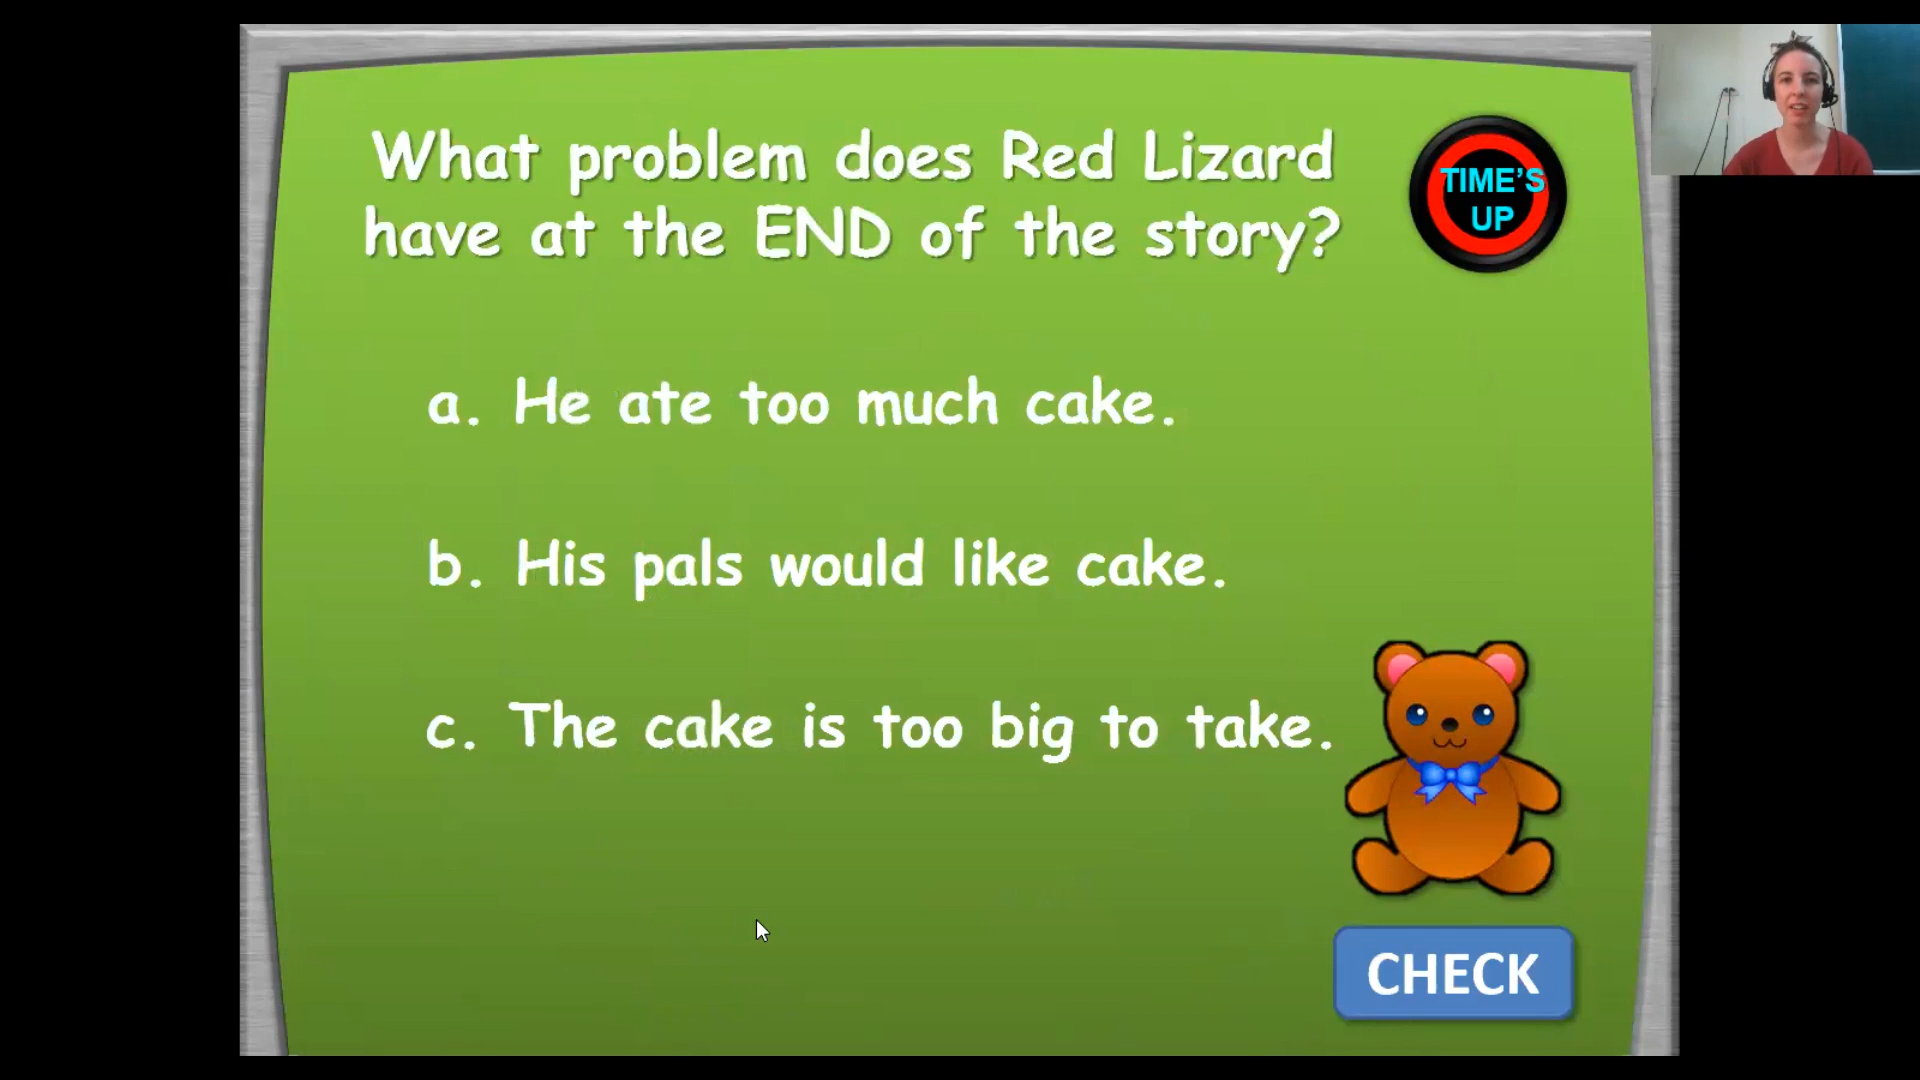 What problem does Red Lizard
have at the END of the story?
TIME'S
UP
a. He ate too much cake.
b. His pals would like cake.
c. The cake is too big to take.
CHECK